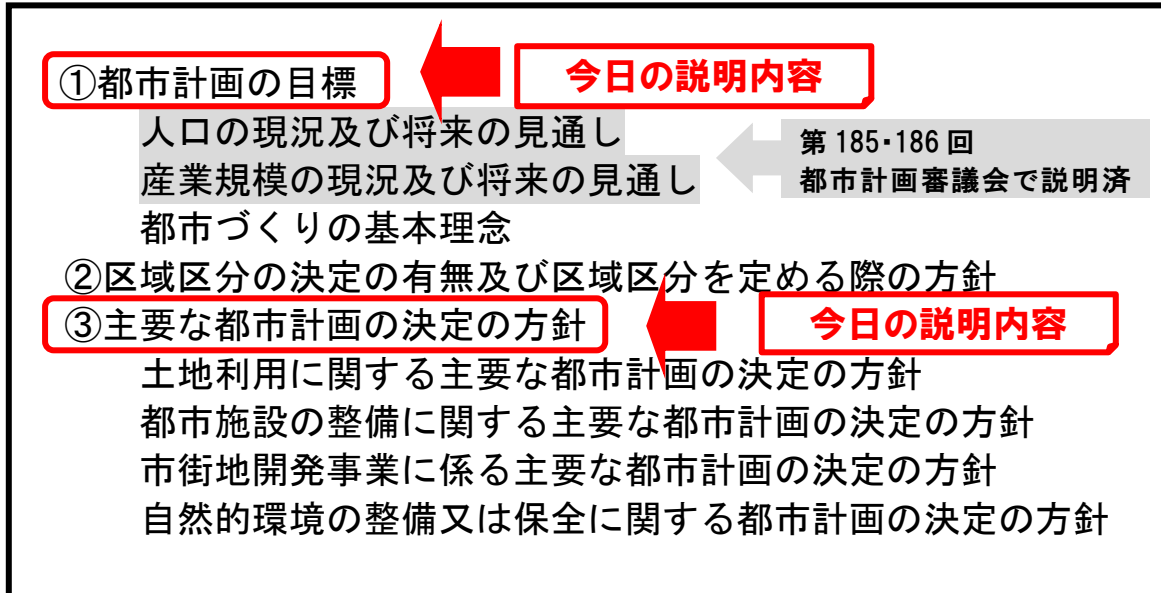 ①都市計画の目標
今日の説明内容
人口の現況及び将来の見通し
産業規模の現況及び将来の見通し
第185・186回
都市計画審議会で説明済
都市づくりの基本理念
②区域区分の決定の有無及び区域区分を定める際の方針
③主要な都市計画の決定の方針
今日の説明内容
土地利用に関する主要な都市計画の決定の方針
都市施設の整備に関する主要な都市計画の決定の方針
市街地開発事業に係る主要な都市計画の決定の方針
自然的環境の整備又は保全に関する都市計画の決定の方針